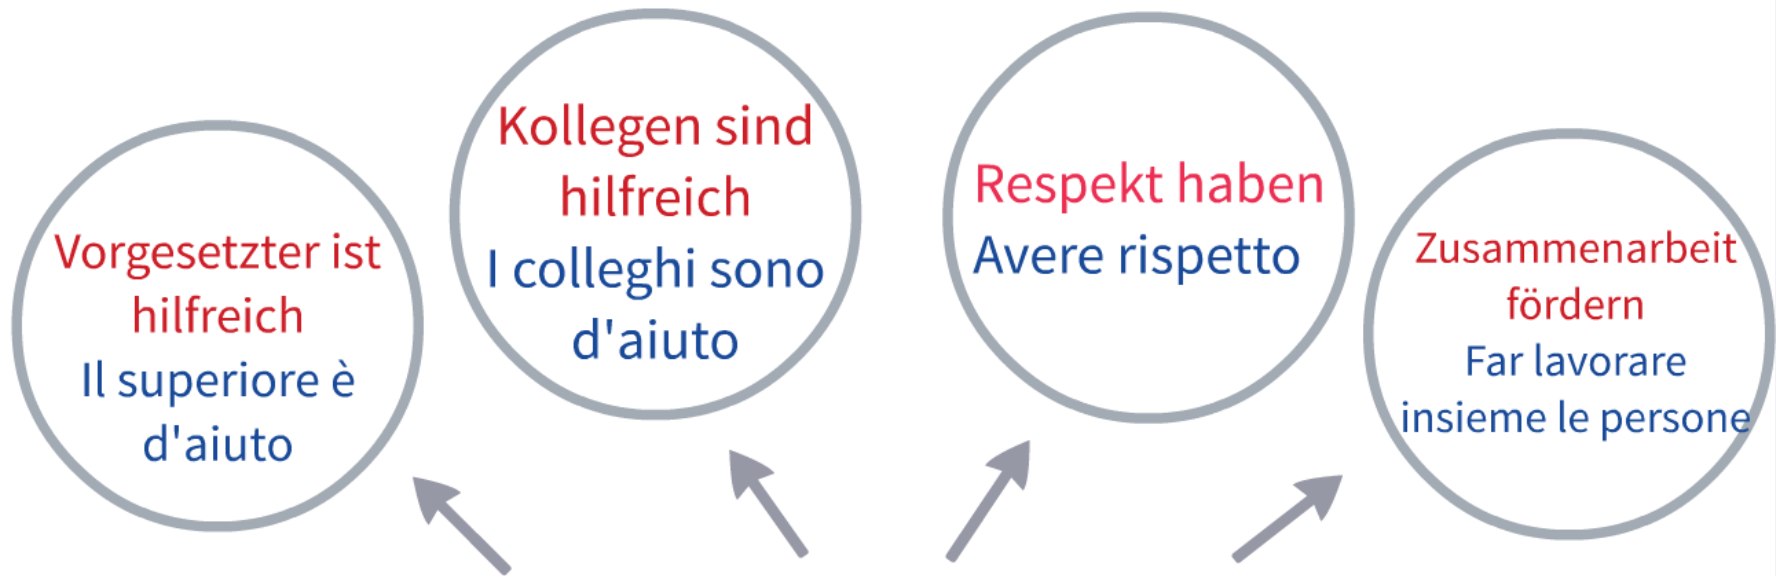 Vorgesetzter ist
hilfreich
Il superiore è
d'aiuto
Kollegen sind
hilfreich
I colleghi sono
d'aiuto
Respekt haben
Avere rispetto
Zusammenarbeit
fördern
Far lavorare
insieme le persone